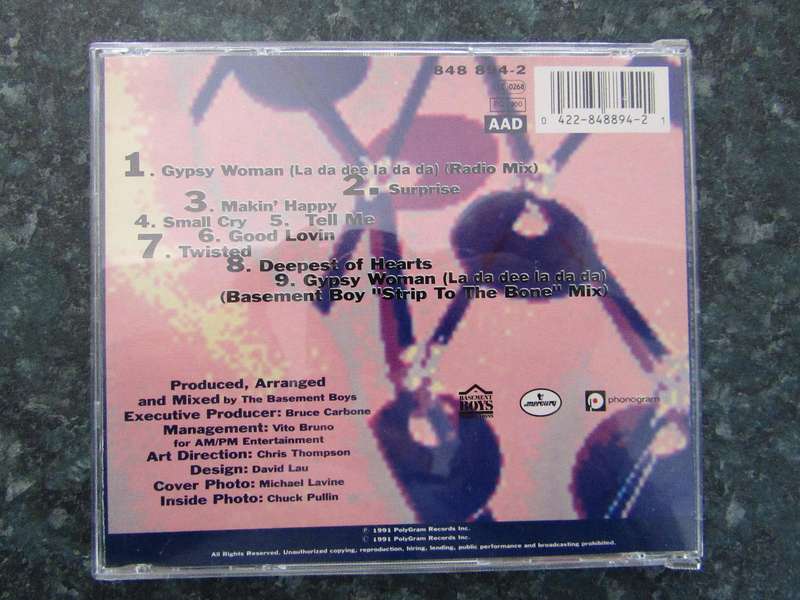 848 894-2
0268
AAD
0 422-848894-2 1
1. Gypsy Woman (La da dee la da da) (Radio Mix)
2. Surprise
3. Makin' Happy
4. Small Cry 5. Tell Me
6. Good Lovin
7. Twisted
8. Deepest of Hearts
9. Gypsy Woman (La da dee la da da)
(Basement Boy "Strip To The Bone" Mix)
Produced, Arranged
and Mixed by The Basement Boys
Executive Producer: Bruce Carbone
Management: Vito Bruno
for AM/PM Entertainment
Art Direction: Chris Thompson
Design: David Lau
Cover Photo: Michael Lavine
Inside Photo: Chuck Pullin
BASEMENT
BOYS
mercury
phonogram
℗ 1991 PolyGram Records Inc.
© 1991 PolyGram Records Inc.
All Rights Reserved. Unauthorized copying, reproduction, hiring, lending, public performance and broadcasting prohibited.